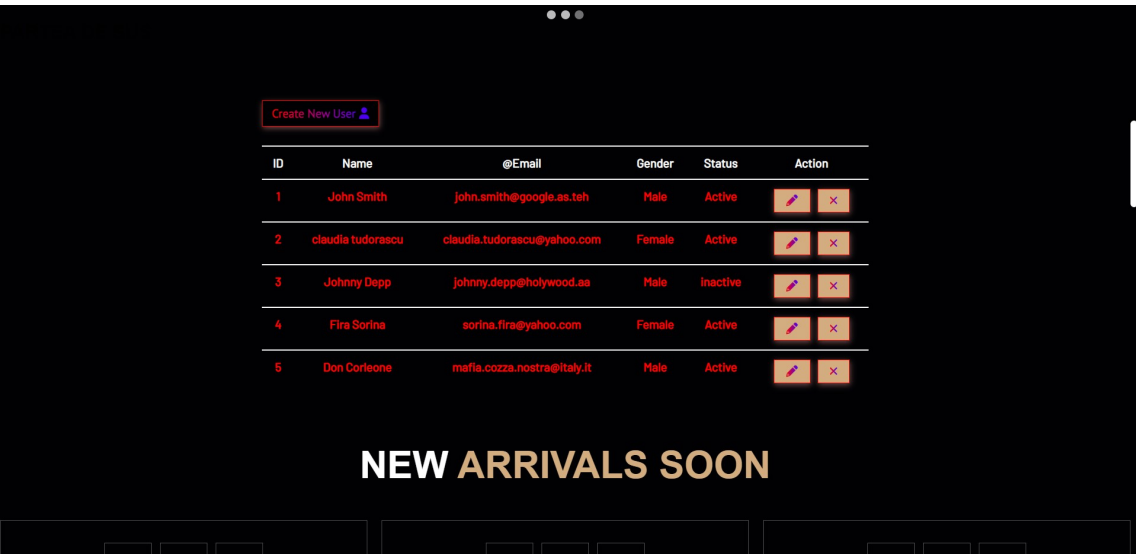 Create New User
ID Name @Email Gender Status Action
1 John Smith john.smith@google.as.teh Male Active
2 claudia tudorascu claudia.tudorascu@yahoo.com Female Active
3 Johnny Depp johnny.depp@holywood.aa Male Inactive
4 Fira Sorina sorina.fira@yahoo.com Female Active
5 Don Corleone mafia.cozza.nostra@italy.it Male Active
NEW ARRIVALS SOON